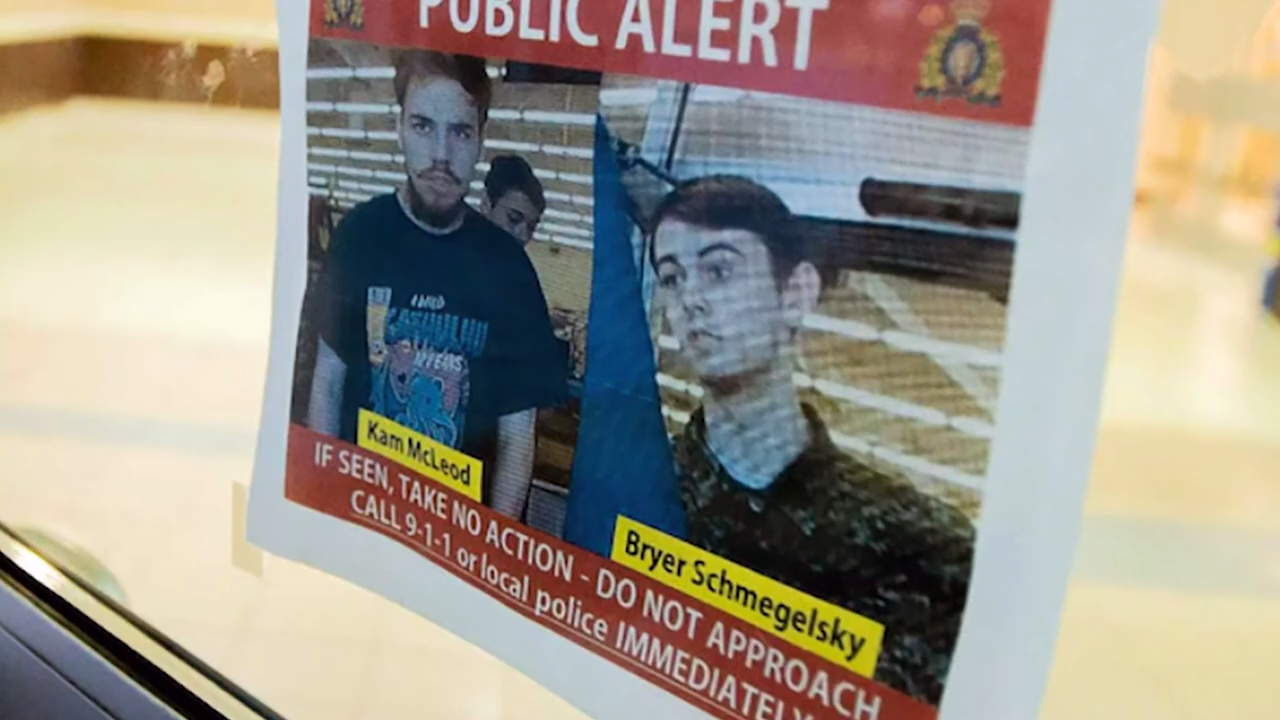 PUBLIC ALERT
Kam McLeod
Bryer Schmegelsky
IF SEEN, TAKE NO ACTION - DO NOT APPROACH
CALL 9-1-1 or local police IMMEDIATELY